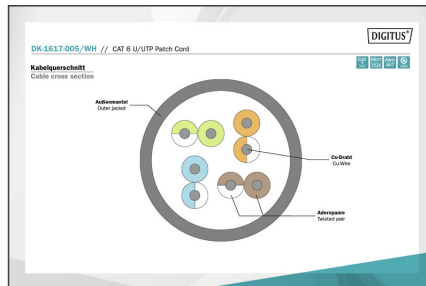 DIGITUS®
DK-1617-005/WH // CAT 6 U/UTP Patch Cord
Kabelquerschnitt
Cable cross section
Außenmantel
Outer jacket
Cu-Draht
Cu-Wire
Adernpaare
Twisted pair